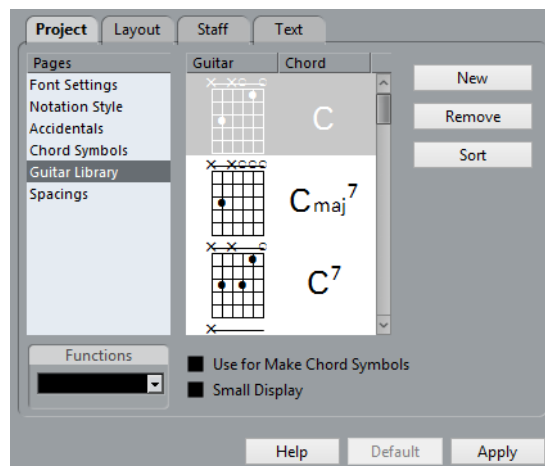 Project Layout Staff Text
Pages
Font Settings
Notation Style
Accidentals
Chord Symbols
Guitar Library
Spacings
Functions
Guitar Chord
C
Cmaj7
C7
Use for Make Chord Symbols
Small Display
New
Remove
Sort
Help Default Apply